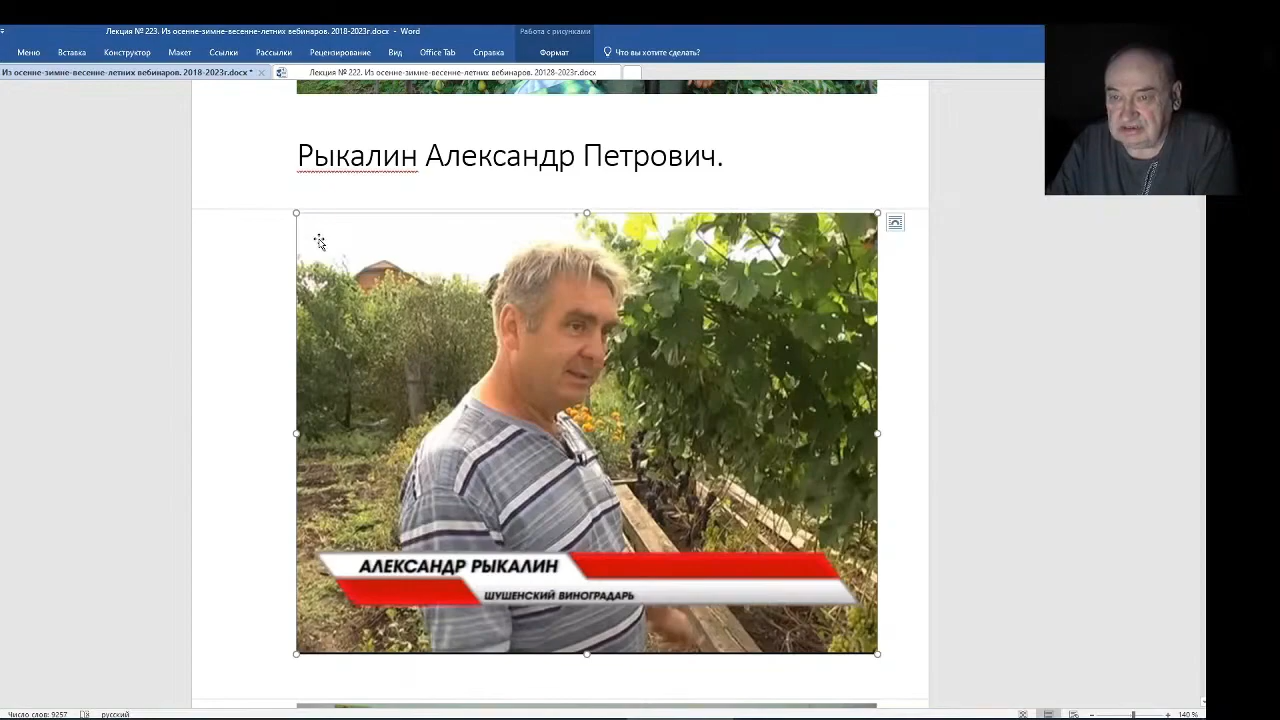 Лекция № 223. Из осенне-зимне-весенне-летних вебинаров. 2018-2023г.docx - Word
Работа с рисунками
Меню Вставка Конструктор Макет Ссылки Рассылки Рецензирование Вид Office Tab Справка Формат Что вы хотите сделать?
Из осенне-зимне-весенне-летних вебинаров. 2018-2023г.docx *
Лекция № 222. Из осенне-зимне-весенне-летних вебинаров. 20128-2023г.docx
Рыкалин Александр Петрович.
АЛЕКСАНДР РЫКАЛИН
ШУШЕНСКИЙ ВИНОГРАДАРЬ
Число слов: 9257 русский 140 %